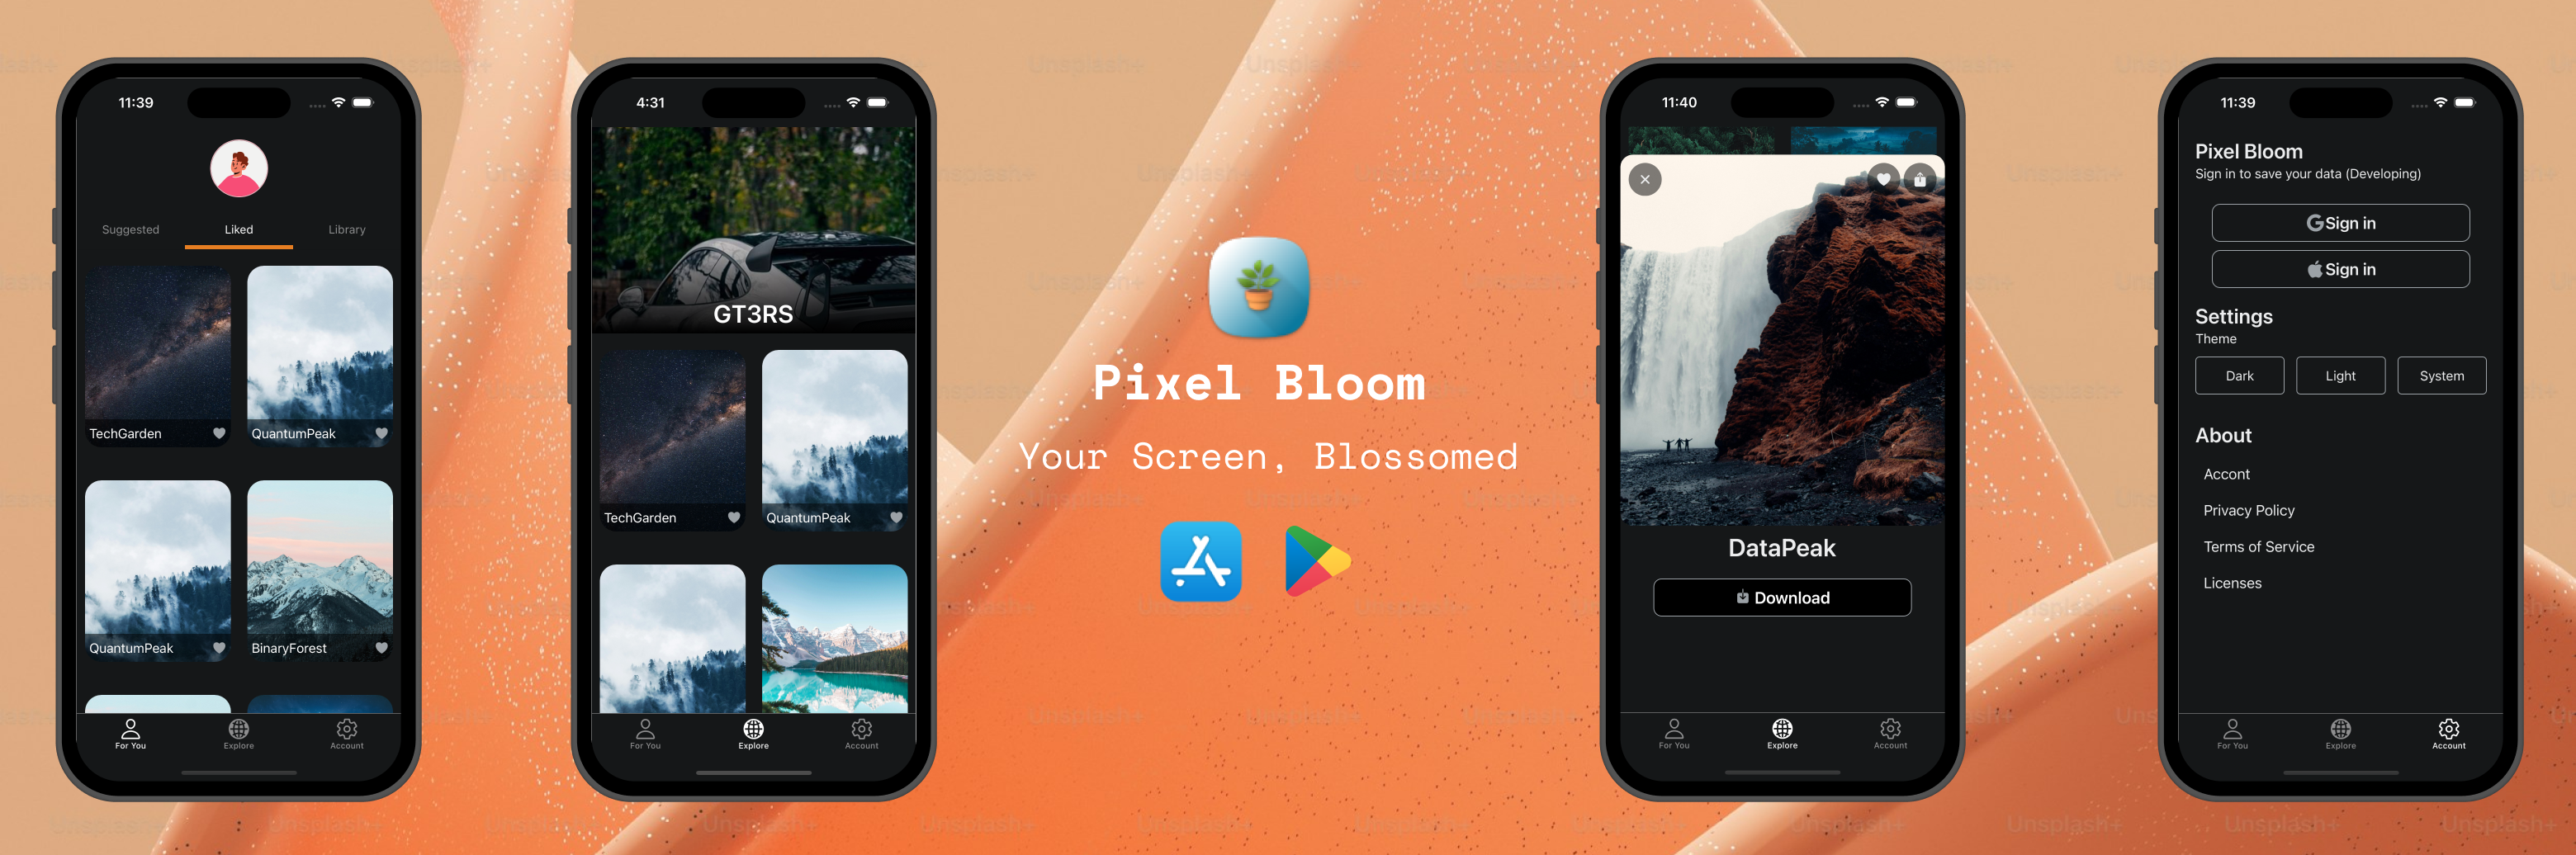 11:39
Suggested
Liked
Library
TechGarden
QuantumPeak
QuantumPeak
BinaryForest
For You
Explore
Account
4:31
GT3RS
TechGarden
QuantumPeak
For You
Explore
Account
Pixel Bloom
Your Screen, Blossomed
11:40
DataPeak
Download
For You
Explore
Account
11:39
Pixel Bloom
Sign in to save your data (Developing)
G Sign in
Sign in
Settings
Theme
Dark
Light
System
About
Accont
Privacy Policy
Terms of Service
Licenses
For You
Explore
Account
Unsplash+